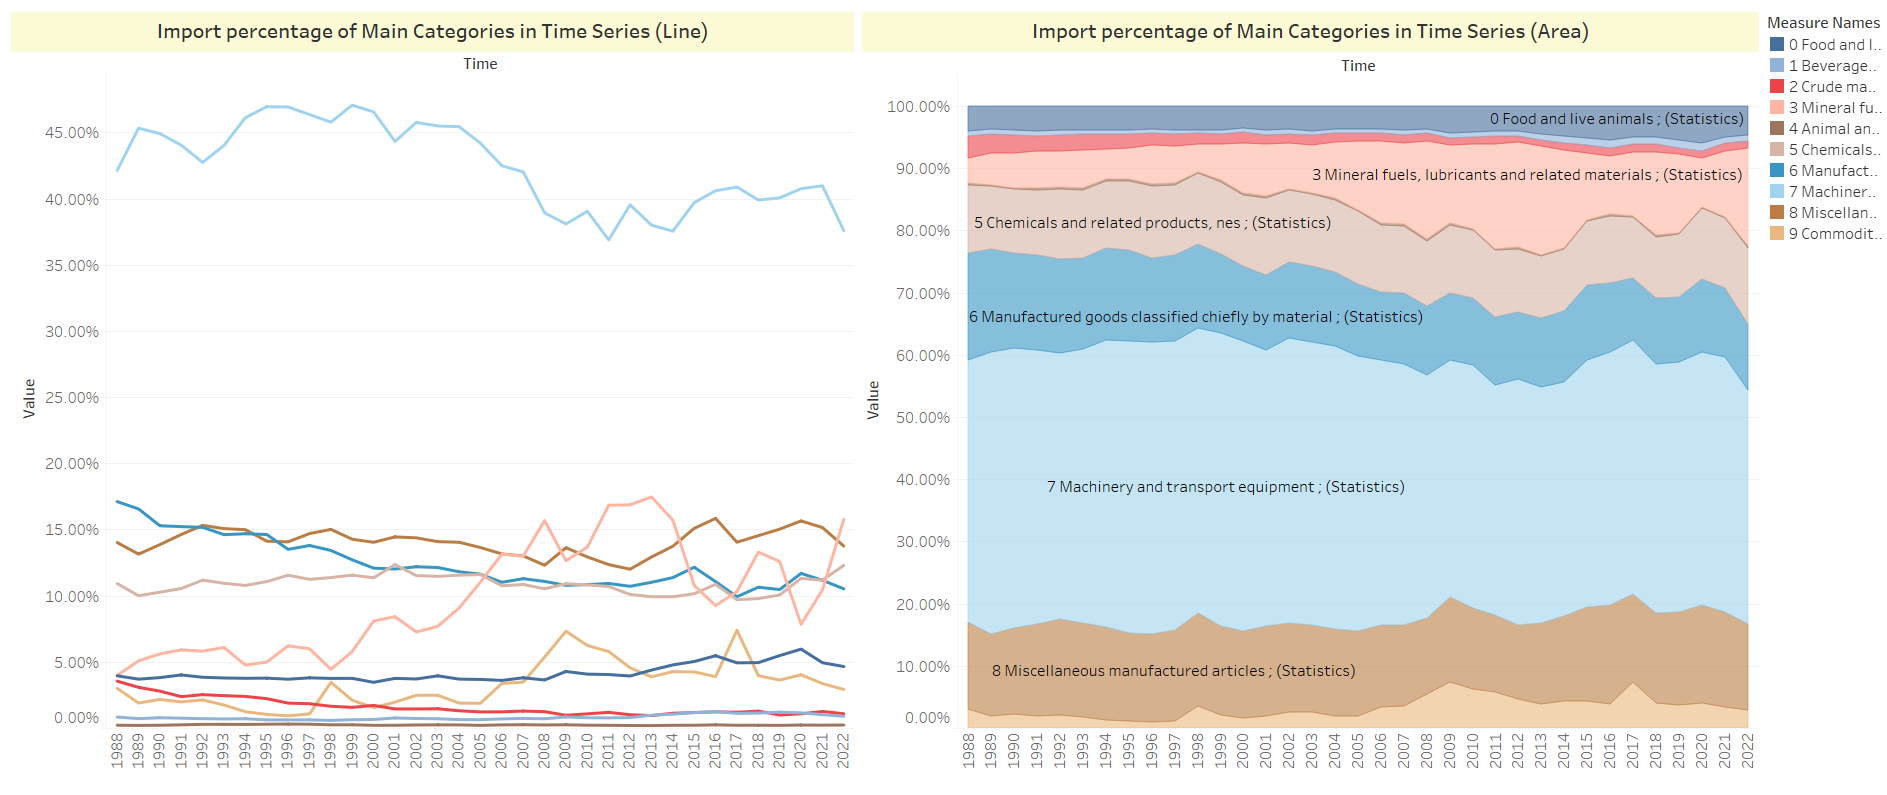 Import percentage of Main Categories in Time Series (Line)
Time
Value
45.00%
40.00%
35.00%
30.00%
25.00%
20.00%
15.00%
10.00%
5.00%
0.00%
1988 1989 1990 1991 1992 1993 1994 1995 1996 1997 1998 1999 2000 2001 2002 2003 2004 2005 2006 2007 2008 2009 2010 2011 2012 2013 2014 2015 2016 2017 2018 2019 2020 2021 2022
Import percentage of Main Categories in Time Series (Area)
Time
Value
100.00%
90.00%
80.00%
70.00%
60.00%
50.00%
40.00%
30.00%
20.00%
10.00%
0.00%
0 Food and live animals ; (Statistics)
3 Mineral fuels, lubricants and related materials ; (Statistics)
5 Chemicals and related products, nes ; (Statistics)
6 Manufactured goods classified chiefly by material ; (Statistics)
7 Machinery and transport equipment ; (Statistics)
8 Miscellaneous manufactured articles ; (Statistics)
1988 1989 1990 1991 1992 1993 1994 1995 1996 1997 1998 1999 2000 2001 2002 2003 2004 2005 2006 2007 2008 2009 2010 2011 2012 2013 2014 2015 2016 2017 2018 2019 2020 2021 2022
Measure Names
0 Food and l..
1 Beverage..
2 Crude ma..
3 Mineral fu..
4 Animal an..
5 Chemicals..
6 Manufact..
7 Machiner..
8 Miscellan..
9 Commodit..